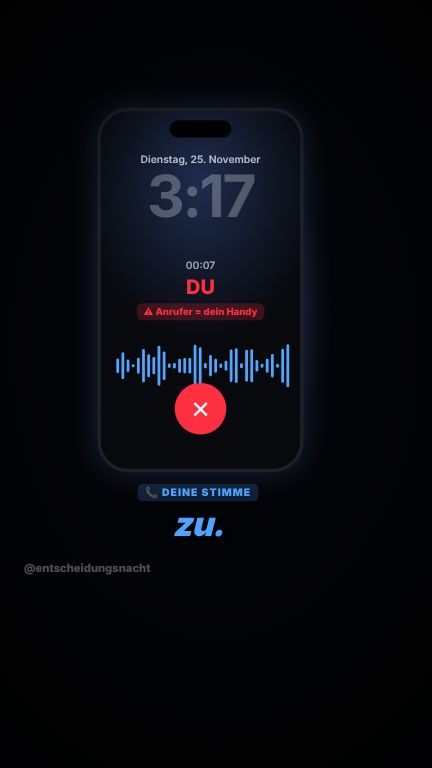 Dienstag, 25. November
3:17
00:07
DU
⚠ Anrufer = dein Handy
📞 DEINE STIMME
zu.
@entscheidungsnacht